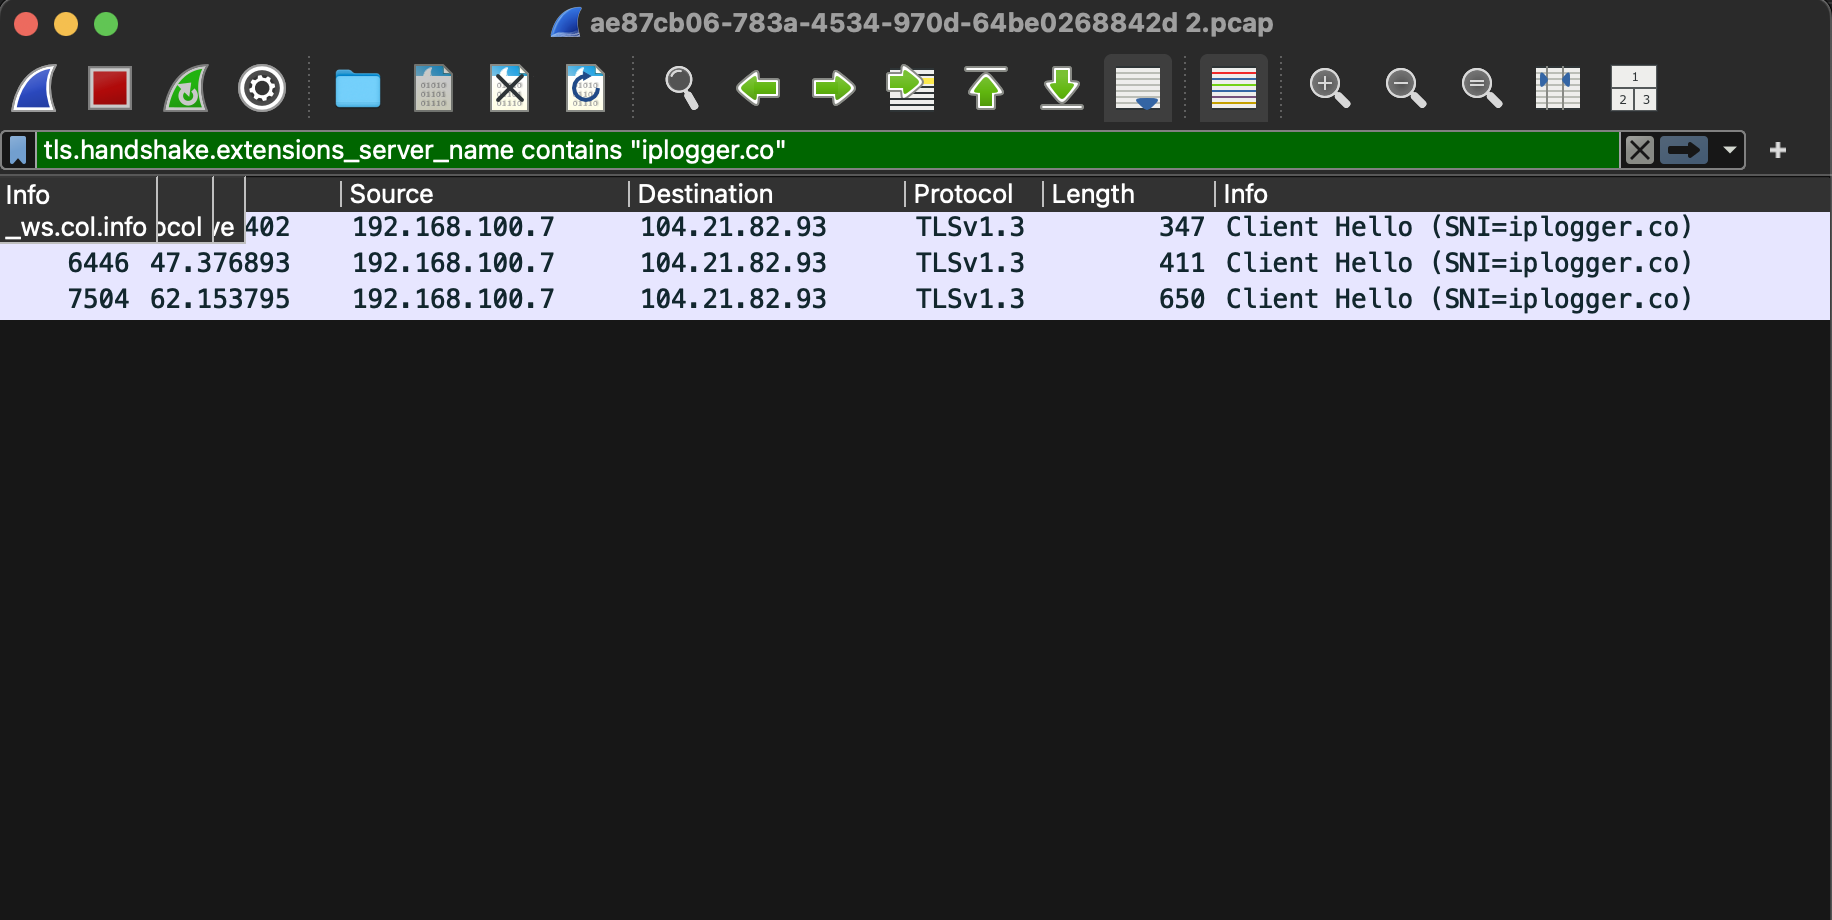 ae87cb06-783a-4534-970d-64be0268842d 2.pcap
tls.handshake.extensions_server_name contains "iplogger.co"
Info Source Destination Protocol Length Info
_ws.col.info ocol ve 402 192.168.100.7 104.21.82.93 TLSv1.3 347 Client Hello (SNI=iplogger.co)
6446 47.376893 192.168.100.7 104.21.82.93 TLSv1.3 411 Client Hello (SNI=iplogger.co)
7504 62.153795 192.168.100.7 104.21.82.93 TLSv1.3 650 Client Hello (SNI=iplogger.co)